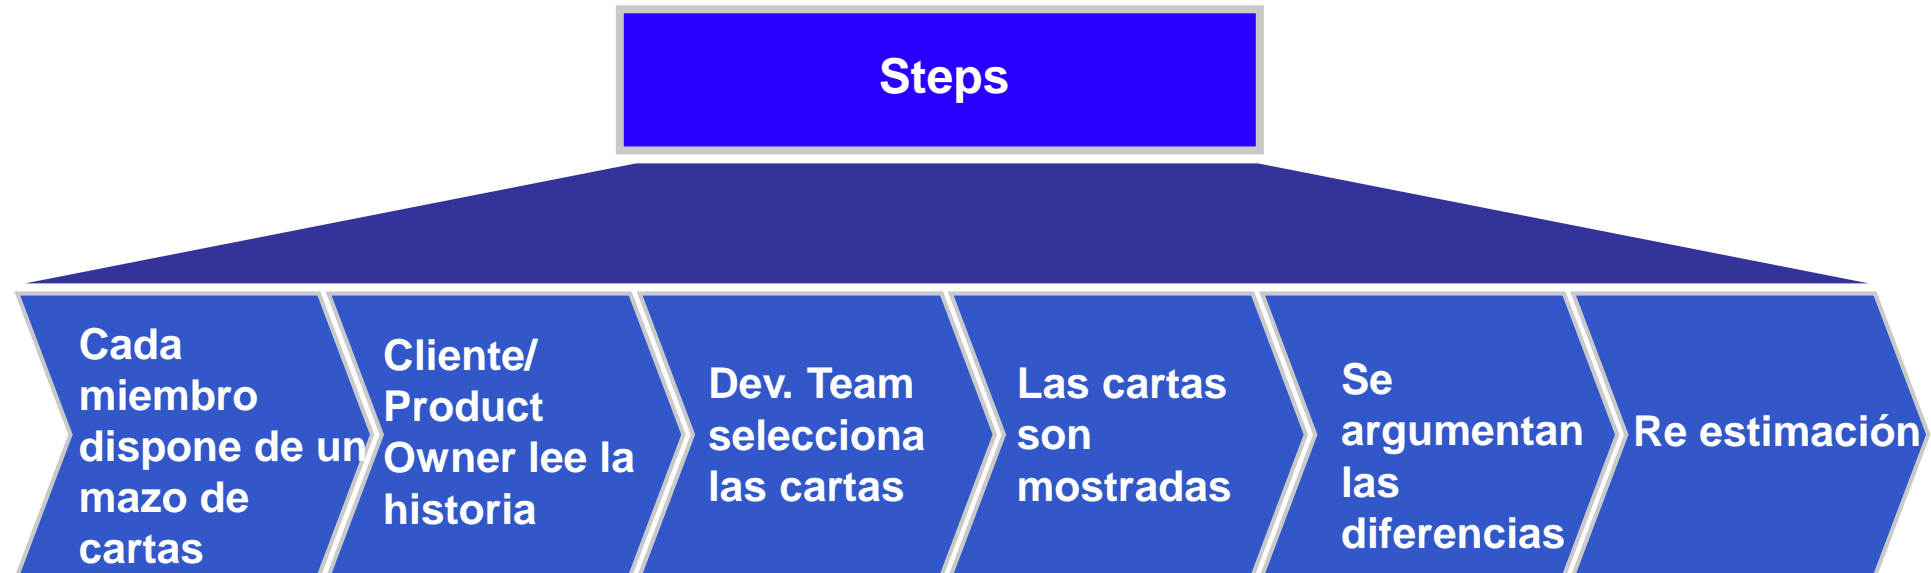 Steps
Cada
miembro
dispone de un
mazo de
cartas
Cliente/
Product
Owner lee la
historia
Dev. Team
selecciona
las cartas
Las cartas
son
mostradas
Se
argumentan
las
diferencias
Re estimación